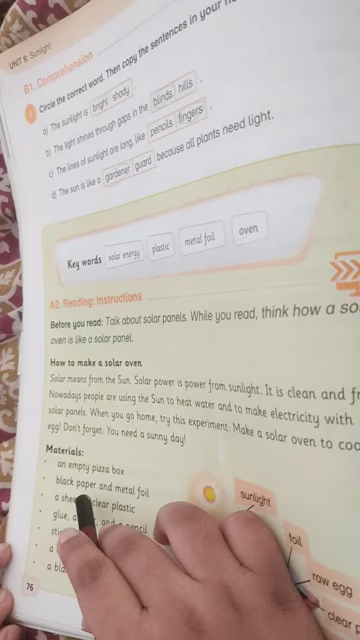 UNIT 9: Sunlight
B1. Comprehension
1 Circle the correct word. Then copy the sentences in your
a) The sunlight is bright shady.
b) The light shines through gaps in the blinds hills.
c) The lines of sunlight are long, like pencils fingers.
d) The sun is like a gardener guard because all plants need light.
Key words solar energy plastic metal foil oven
A2. Reading: Instructions
Before you read: Talk about solar panels. While you read, think how a
oven is like a solar panel.
How to make a solar oven
Solar means from the Sun. Solar power is power from sunlight. It is clean and
Nowadays people are using the Sun to heat water and to make electricity with
solar panels. When you go home, try this experiment. Make a solar oven to
egg! Don't forget: You need a sunny day!
Materials:
• an empty pizza box
• black paper and metal foil
• a clear plastic
• glue, and a pencil
•
• a
• a
sunlight
foil
raw egg
clear
76